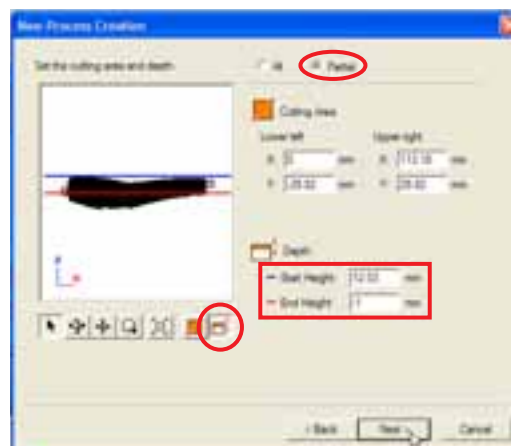 New Process Creation
Set the cutting area and depth
All
Partial
Cutting Area
Lower left
Upper right
X: 0 mm
X: mm
Y: mm
Y: mm
Depth
Start Height: mm
End Height: mm
< Back
Next >
Cancel